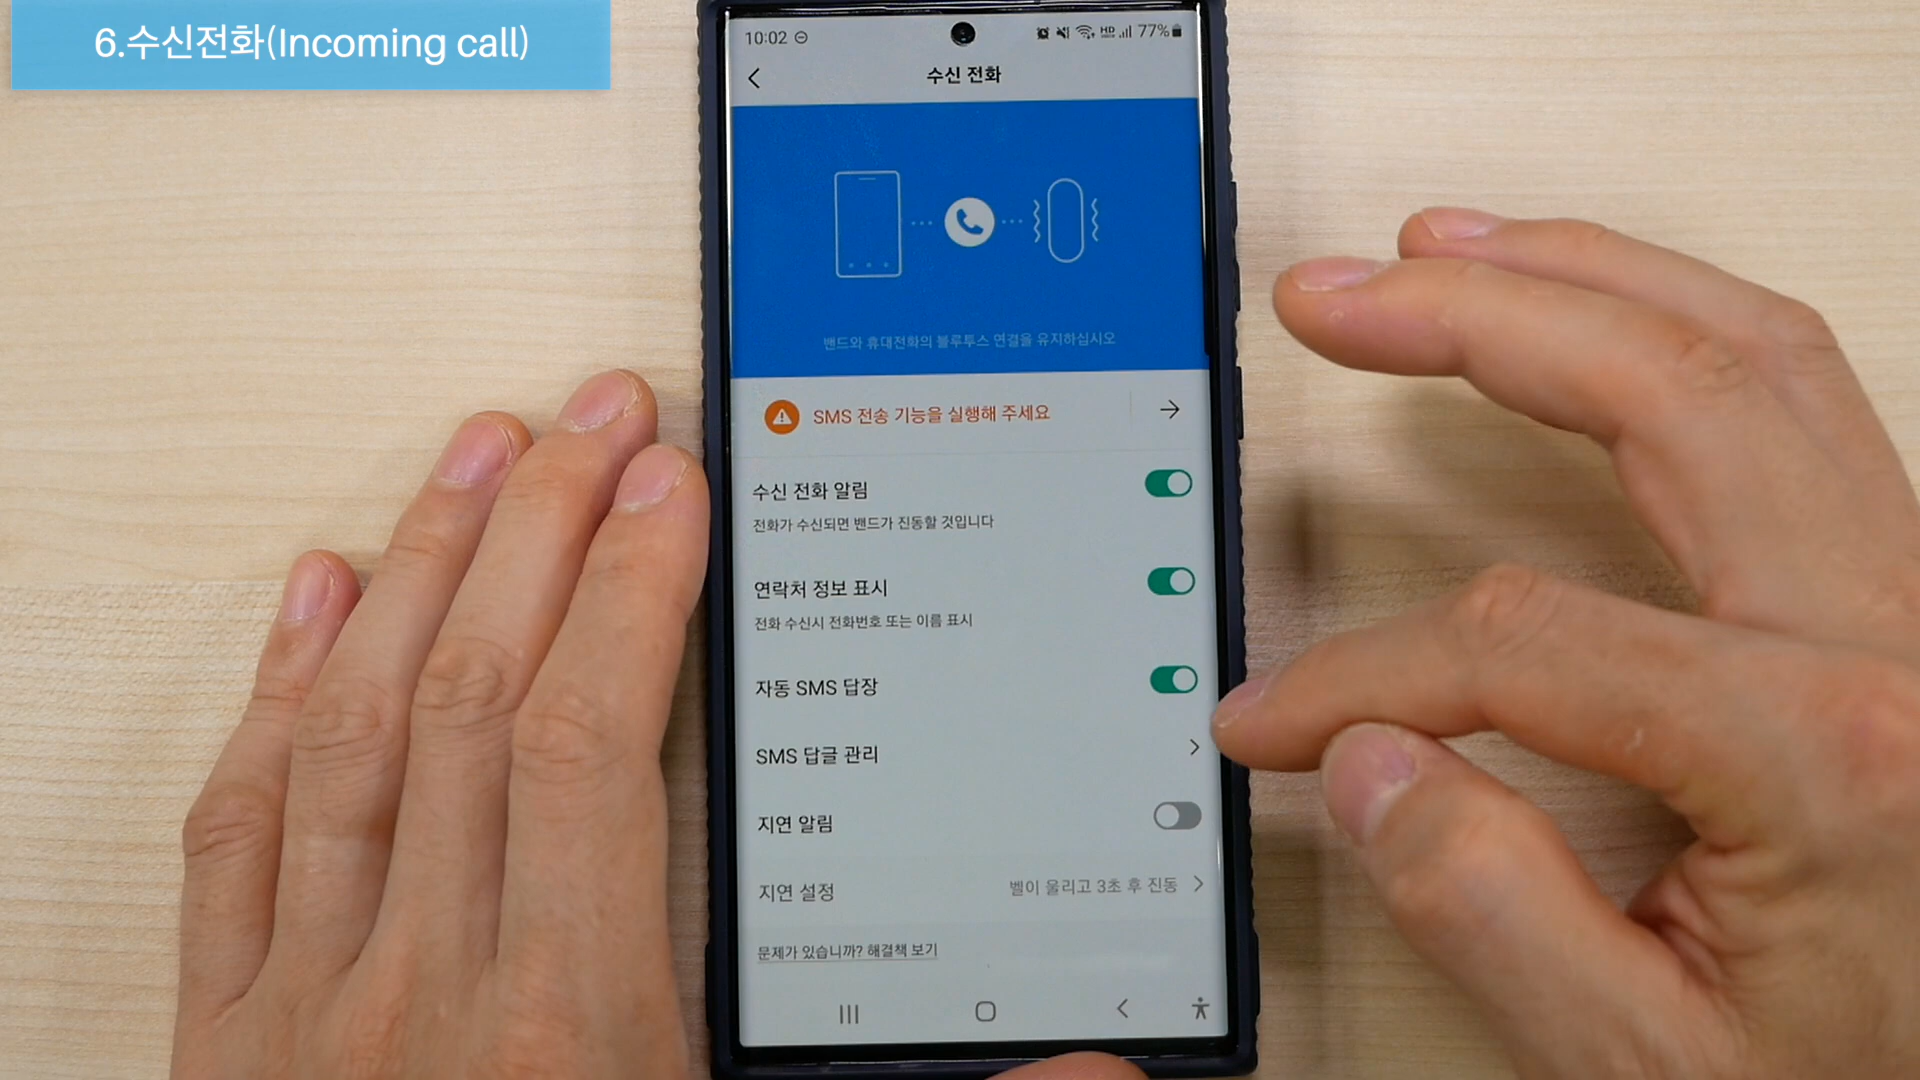 6.수신전화(Incoming call)
10:02
HD
77%
수신 전화
밴드와 휴대전화의 블루투스 연결을 유지하십시오
SMS 전송 기능을 실행해 주세요
수신 전화 알림
전화가 수신되면 밴드가 진동할 것입니다
연락처 정보 표시
전화 수신시 전화번호 또는 이름 표시
자동 SMS 답장
SMS 답글 관리
지연 알림
지연 설정
벨이 울리고 3초 후 진동
문제가 있습니까? 해결책 보기